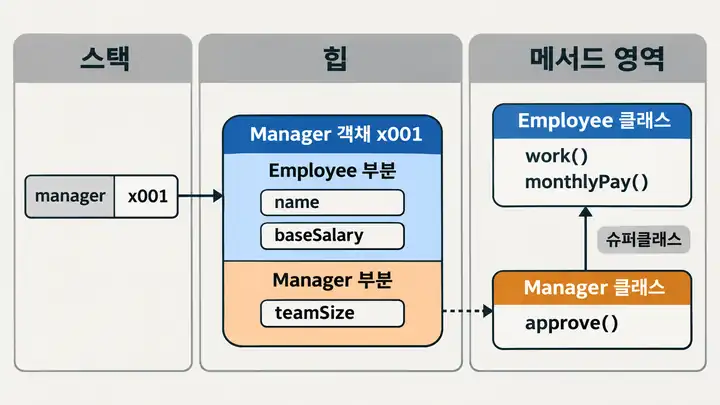 스택
힙
메서드 영역
manager
x001
Manager 객채 x001
Employee 부분
name
baseSalary
Manager 부분
teamSize
Employee 클래스
work()
monthlyPay()
슈퍼클래스
Manager 클래스
approve()